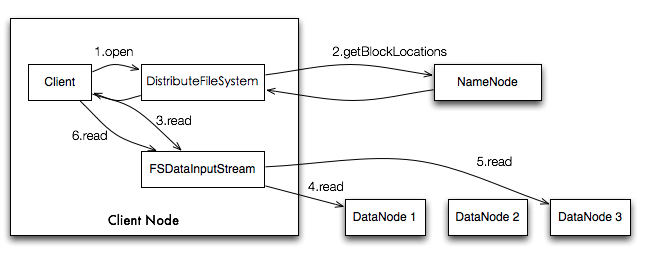 1.open
2.getBlockLocations
Client
DistributeFileSystem
NameNode
3.read
6.read
FSDataInputStream
5.read
4.read
Client Node
DataNode 1
DataNode 2
DataNode 3